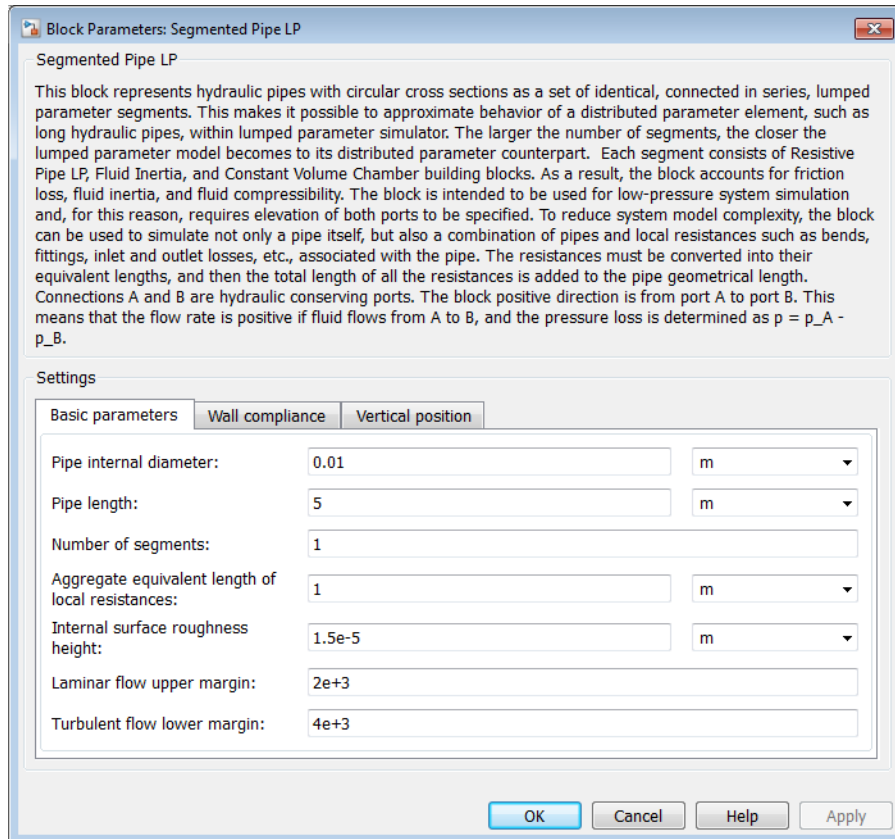 Block Parameters: Segmented Pipe LP
Segmented Pipe LP
This block represents hydraulic pipes with circular cross sections as a set of identical, connected in series, lumped
parameter segments. This makes it possible to approximate behavior of a distributed parameter element, such as
long hydraulic pipes, within lumped parameter simulator. The larger the number of segments, the closer the
lumped parameter model becomes to its distributed parameter counterpart.  Each segment consists of Resistive
Pipe LP, Fluid Inertia, and Constant Volume Chamber building blocks. As a result, the block accounts for friction
loss, fluid inertia, and fluid compressibility. The block is intended to be used for low-pressure system simulation
and, for this reason, requires elevation of both ports to be specified. To reduce system model complexity, the block
can be used to simulate not only a pipe itself, but also a combination of pipes and local resistances such as bends,
fittings, inlet and outlet losses, etc., associated with the pipe. The resistances must be converted into their
equivalent lengths, and then the total length of all the resistances is added to the pipe geometrical length.
Connections A and B are hydraulic conserving ports. The block positive direction is from port A to port B. This
means that the flow rate is positive if fluid flows from A to B, and the pressure loss is determined as p = p_A -
p_B.
Settings
Basic parameters Wall compliance Vertical position
Pipe internal diameter: 0.01 m
Pipe length: 5 m
Number of segments: 1
Aggregate equivalent length of
local resistances: 1 m
Internal surface roughness
height: 1.5e-5 m
Laminar flow upper margin: 2e+3
Turbulent flow lower margin: 4e+3
OK Cancel Help Apply